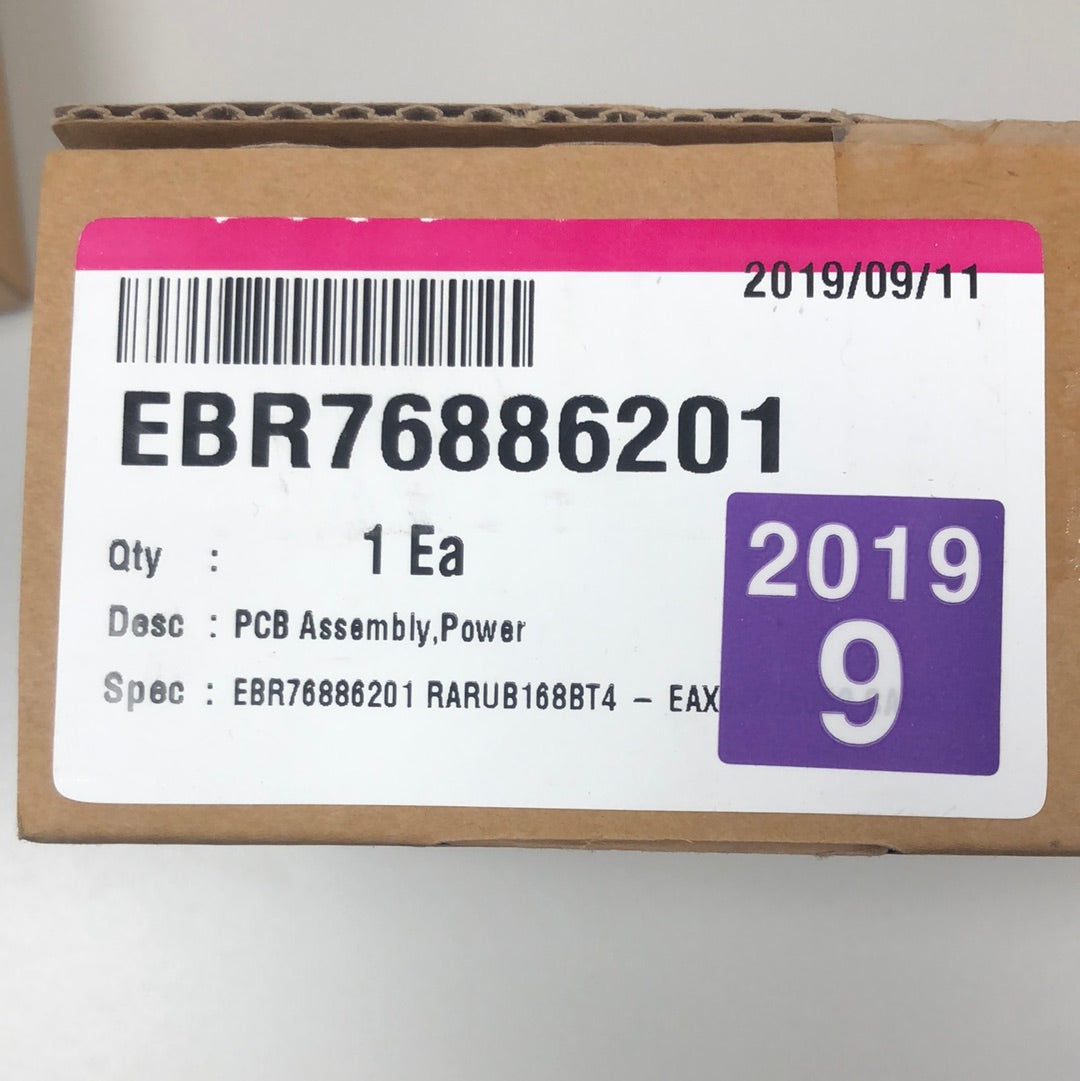 2019/09/11
EBR76886201
Qty : 1 Ea
Desc : PCB Assembly,Power
Spec : EBR76886201 RARUB168BT4 - EAX
2019
9